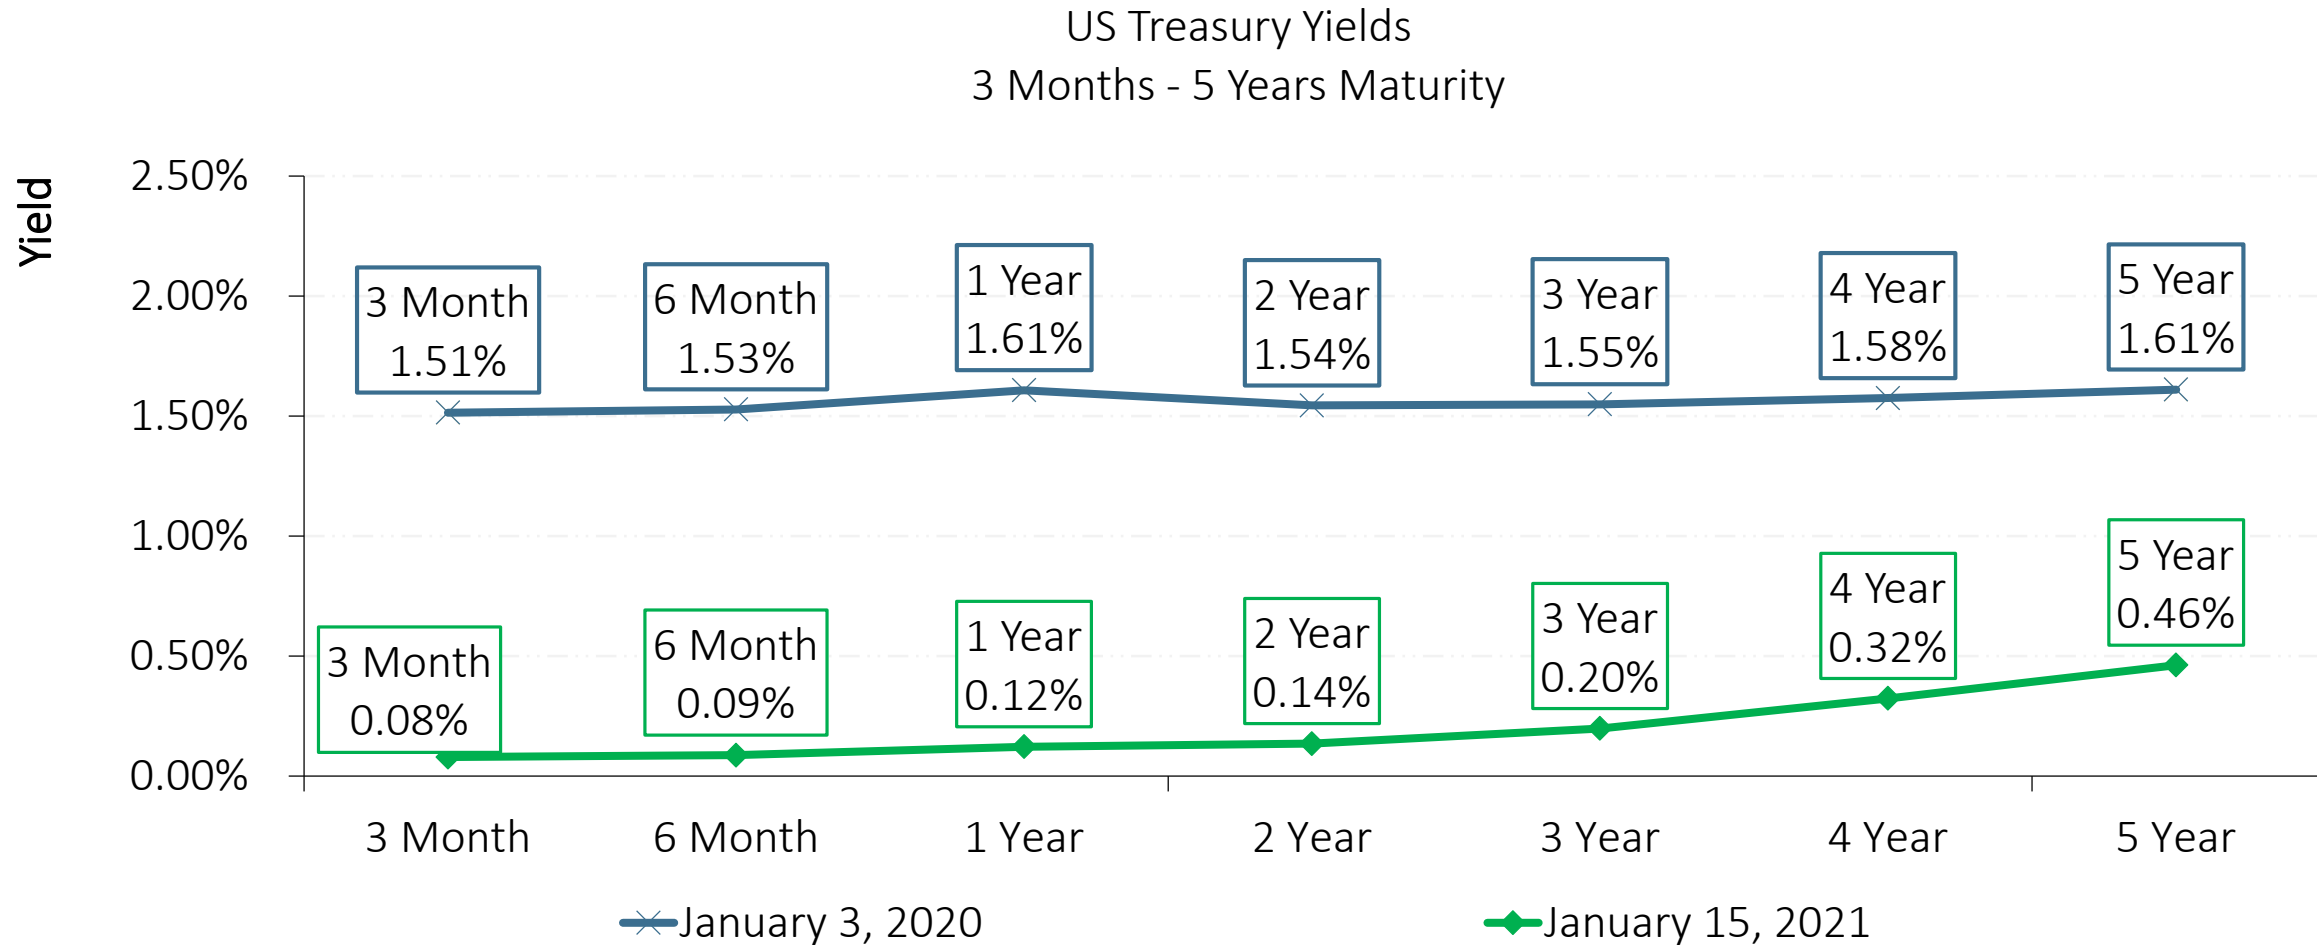 US Treasury Yields
3 Months - 5 Years Maturity
Yield
2.50%
2.00%
1.50%
1.00%
0.50%
0.00%
3 Month
1.51%
6 Month
1.53%
1 Year
1.61%
2 Year
1.54%
3 Year
1.55%
4 Year
1.58%
5 Year
1.61%
3 Month
0.08%
6 Month
0.09%
1 Year
0.12%
2 Year
0.14%
3 Year
0.20%
4 Year
0.32%
5 Year
0.46%
3 Month
6 Month
1 Year
2 Year
3 Year
4 Year
5 Year
January 3, 2020
January 15, 2021